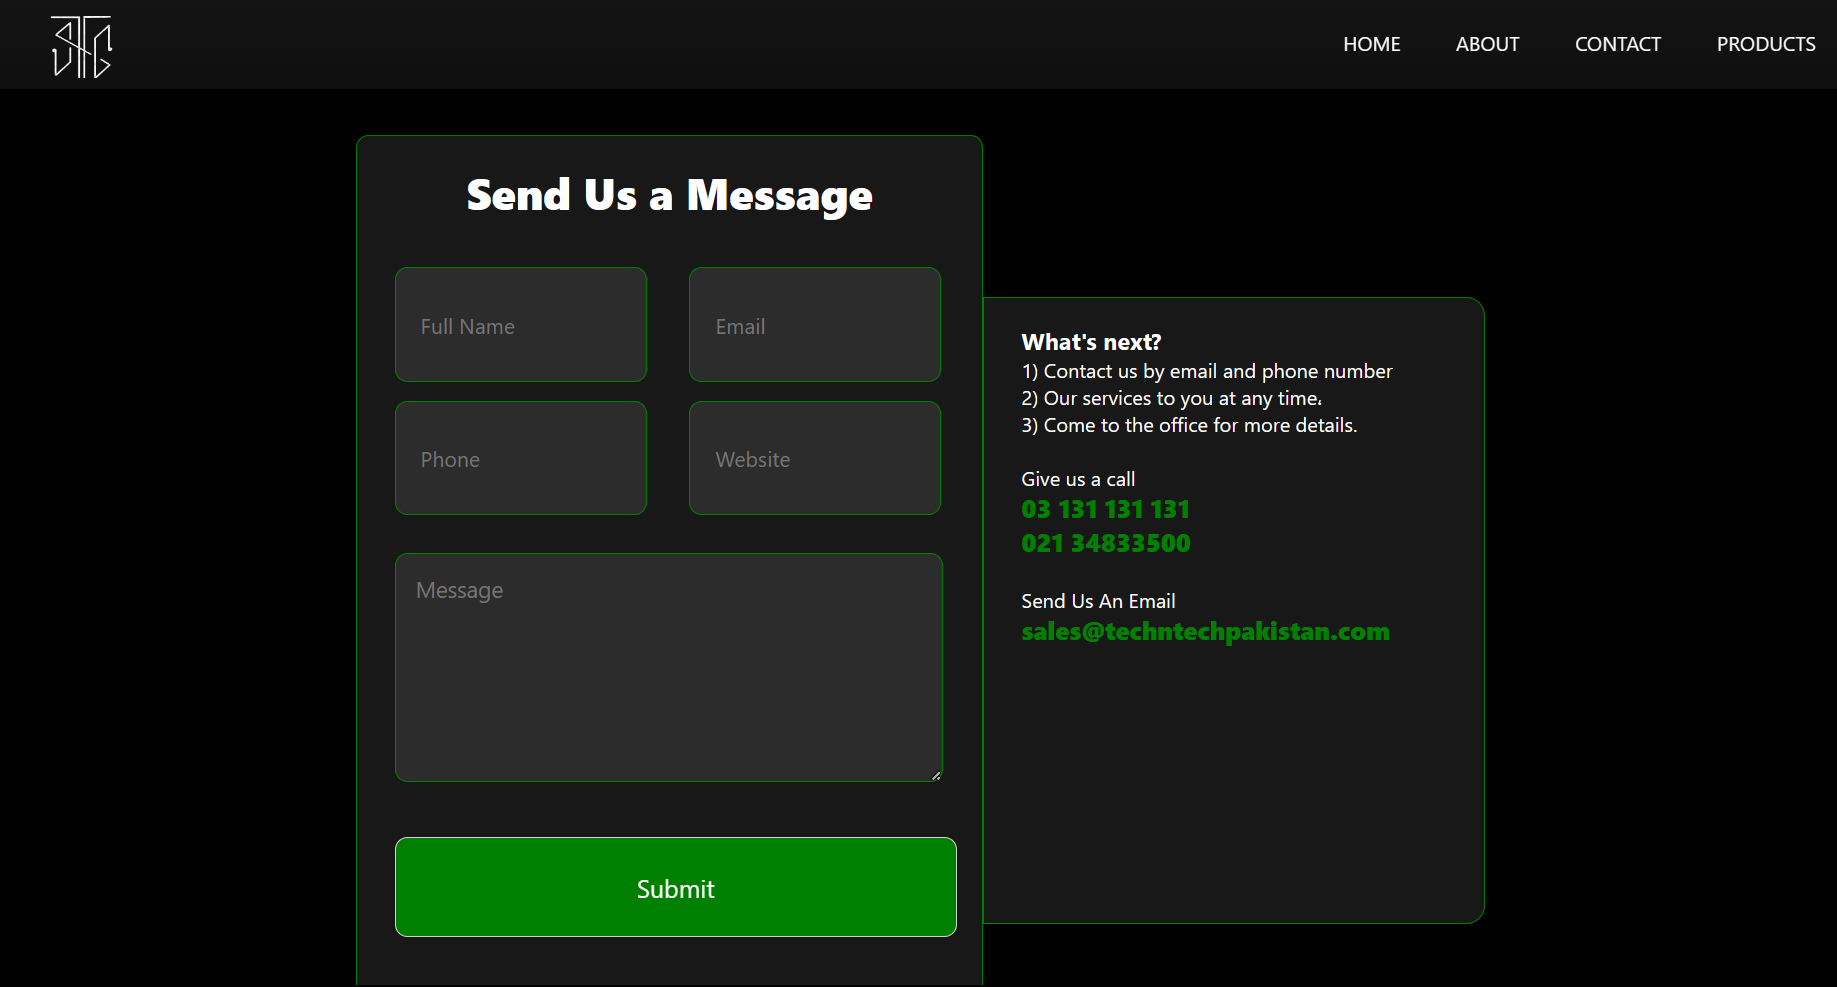 HOME ABOUT CONTACT PRODUCTS
Send Us a Message
Full Name Email
Phone Website
Message
Submit
What's next?
1) Contact us by email and phone number
2) Our services to you at any time.
3) Come to the office for more details.
Give us a call
03 131 131 131
021 34833500
Send Us An Email
sales@techntechpakistan.com